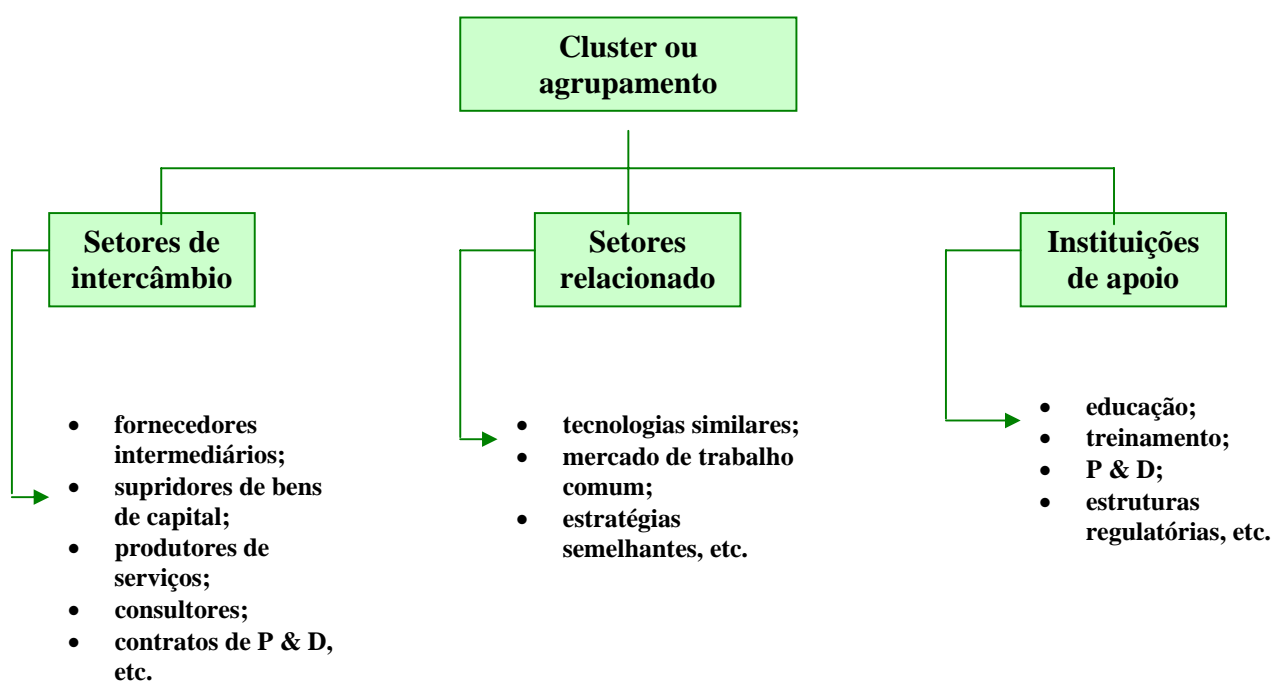 Cluster ou
agrupamento
Setores de
intercâmbio
Setores
relacionado
Instituições
de apoio
• fornecedores
intermediários;
• supridores de bens
de capital;
• produtores de
serviços;
• consultores;
• contratos de P & D,
etc.
• tecnologias similares;
• mercado de trabalho
comum;
• estratégias
semelhantes, etc.
• educação;
• treinamento;
• P & D;
• estruturas
regulatórias, etc.